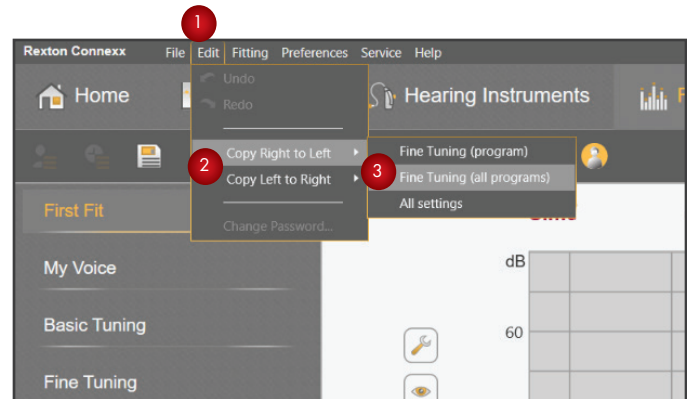 1
Rexton Connexx File Edit Fitting Preferences Service Help
Undo
Home
Hearing Instruments
Redo
Copy Right to Left
Fine Tuning (program)
2
Copy Left to Right
3
Fine Tuning (all programs)
All settings
First Fit
Change Password...
My Voice
dB
Basic Tuning
60
Fine Tuning